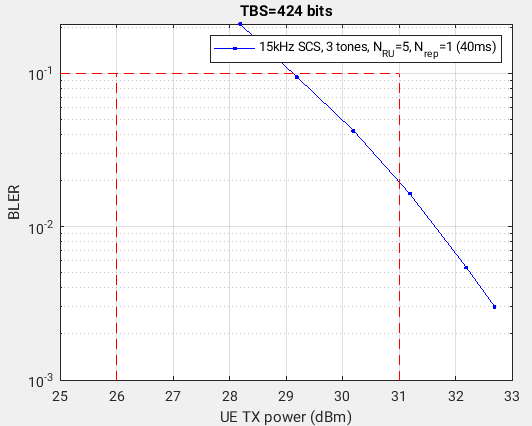 TBS=424 bits
15kHz SCS, 3 tones, N_RU=5, N_rep=1 (40ms)
10^-1
10^-2
10^-3
BLER
25 26 27 28 29 30 31 32 33
UE TX power (dBm)